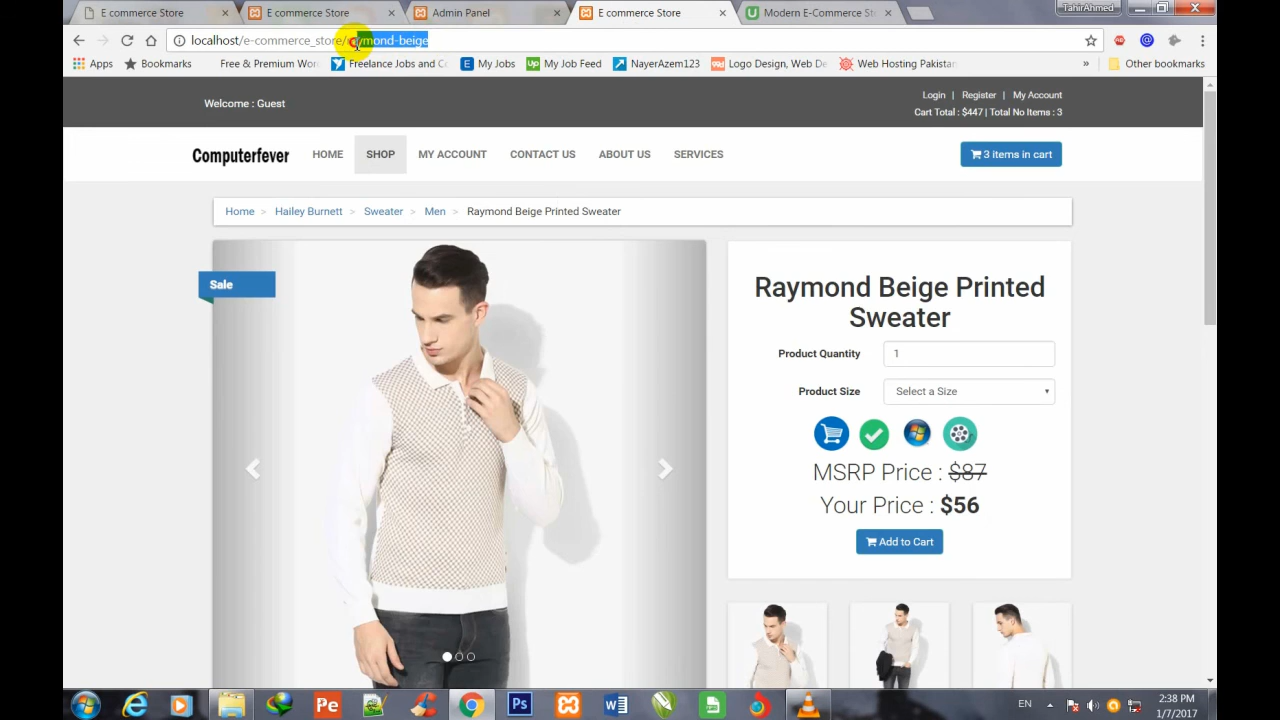 E commerce Store
E commerce Store
Admin Panel
E commerce Store
Modern E-Commerce St
TahirAhmed
localhost/e-commerce_store/raymond-beige
Apps
Bookmarks
Free & Premium Wor
Freelance Jobs and Co
My Jobs
My Job Feed
NayerAzem123
Logo Design, Web De
Web Hosting Pakistan
»
Other bookmarks
Welcome : Guest
Login | Register | My Account
Cart Total : $447 | Total No Items : 3
Computerfever
HOME
SHOP
MY ACCOUNT
CONTACT US
ABOUT US
SERVICES
3 items in cart
Home > Hailey Burnett > Sweater > Men > Raymond Beige Printed Sweater
Sale
Raymond Beige Printed
Sweater
Product Quantity
1
Product Size
Select a Size
MSRP Price : $87
Your Price : $56
Add to Cart
Pe
Ps
EN
2:38 PM
1/7/2017